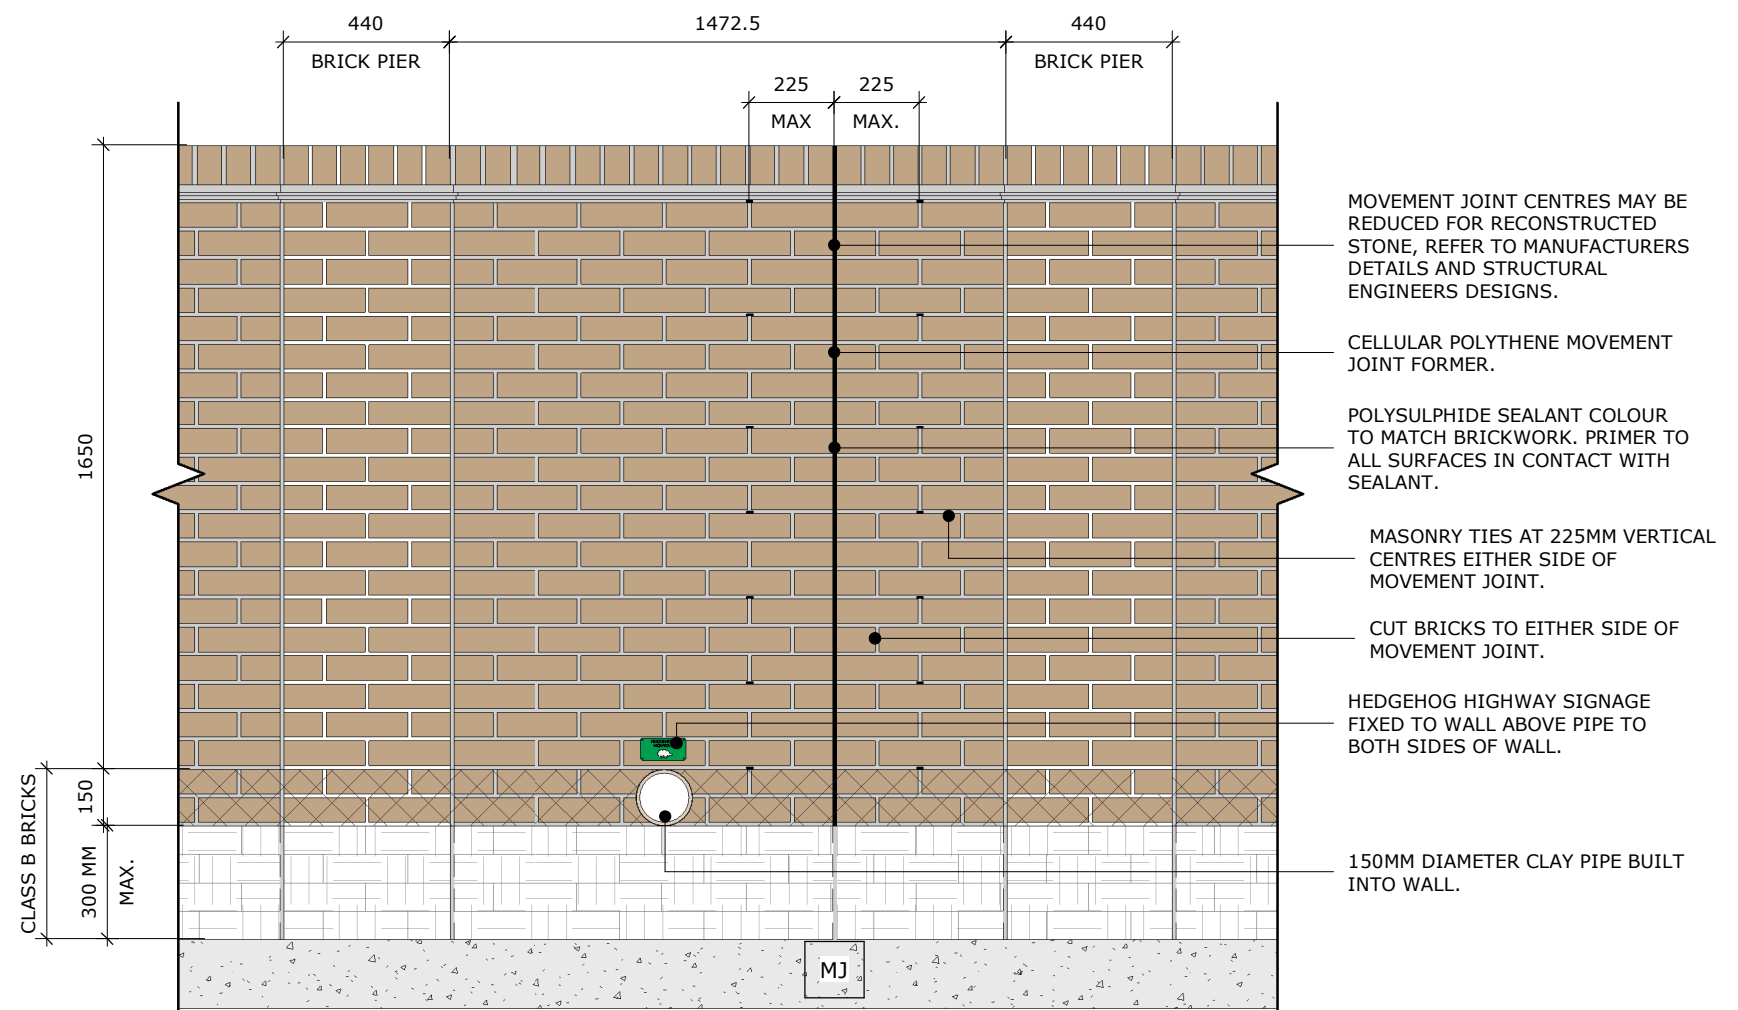 440
1472.5
440
BRICK PIER
BRICK PIER
225
225
MAX
MAX.
MOVEMENT JOINT CENTRES MAY BE
REDUCED FOR RECONSTRUCTED
STONE, REFER TO MANUFACTURERS
DETAILS AND STRUCTURAL
ENGINEERS DESIGNS.
CELLULAR POLYTHENE MOVEMENT
JOINT FORMER.
POLYSULPHIDE SEALANT COLOUR
TO MATCH BRICKWORK. PRIMER TO
ALL SURFACES IN CONTACT WITH
SEALANT.
MASONRY TIES AT 225MM VERTICAL
CENTRES EITHER SIDE OF
MOVEMENT JOINT.
CUT BRICKS TO EITHER SIDE OF
MOVEMENT JOINT.
HEDGEHOG HIGHWAY SIGNAGE
FIXED TO WALL ABOVE PIPE TO
BOTH SIDES OF WALL.
150MM DIAMETER CLAY PIPE BUILT
INTO WALL.
1650
150
300 MM
MAX.
CLASS B BRICKS
MJ